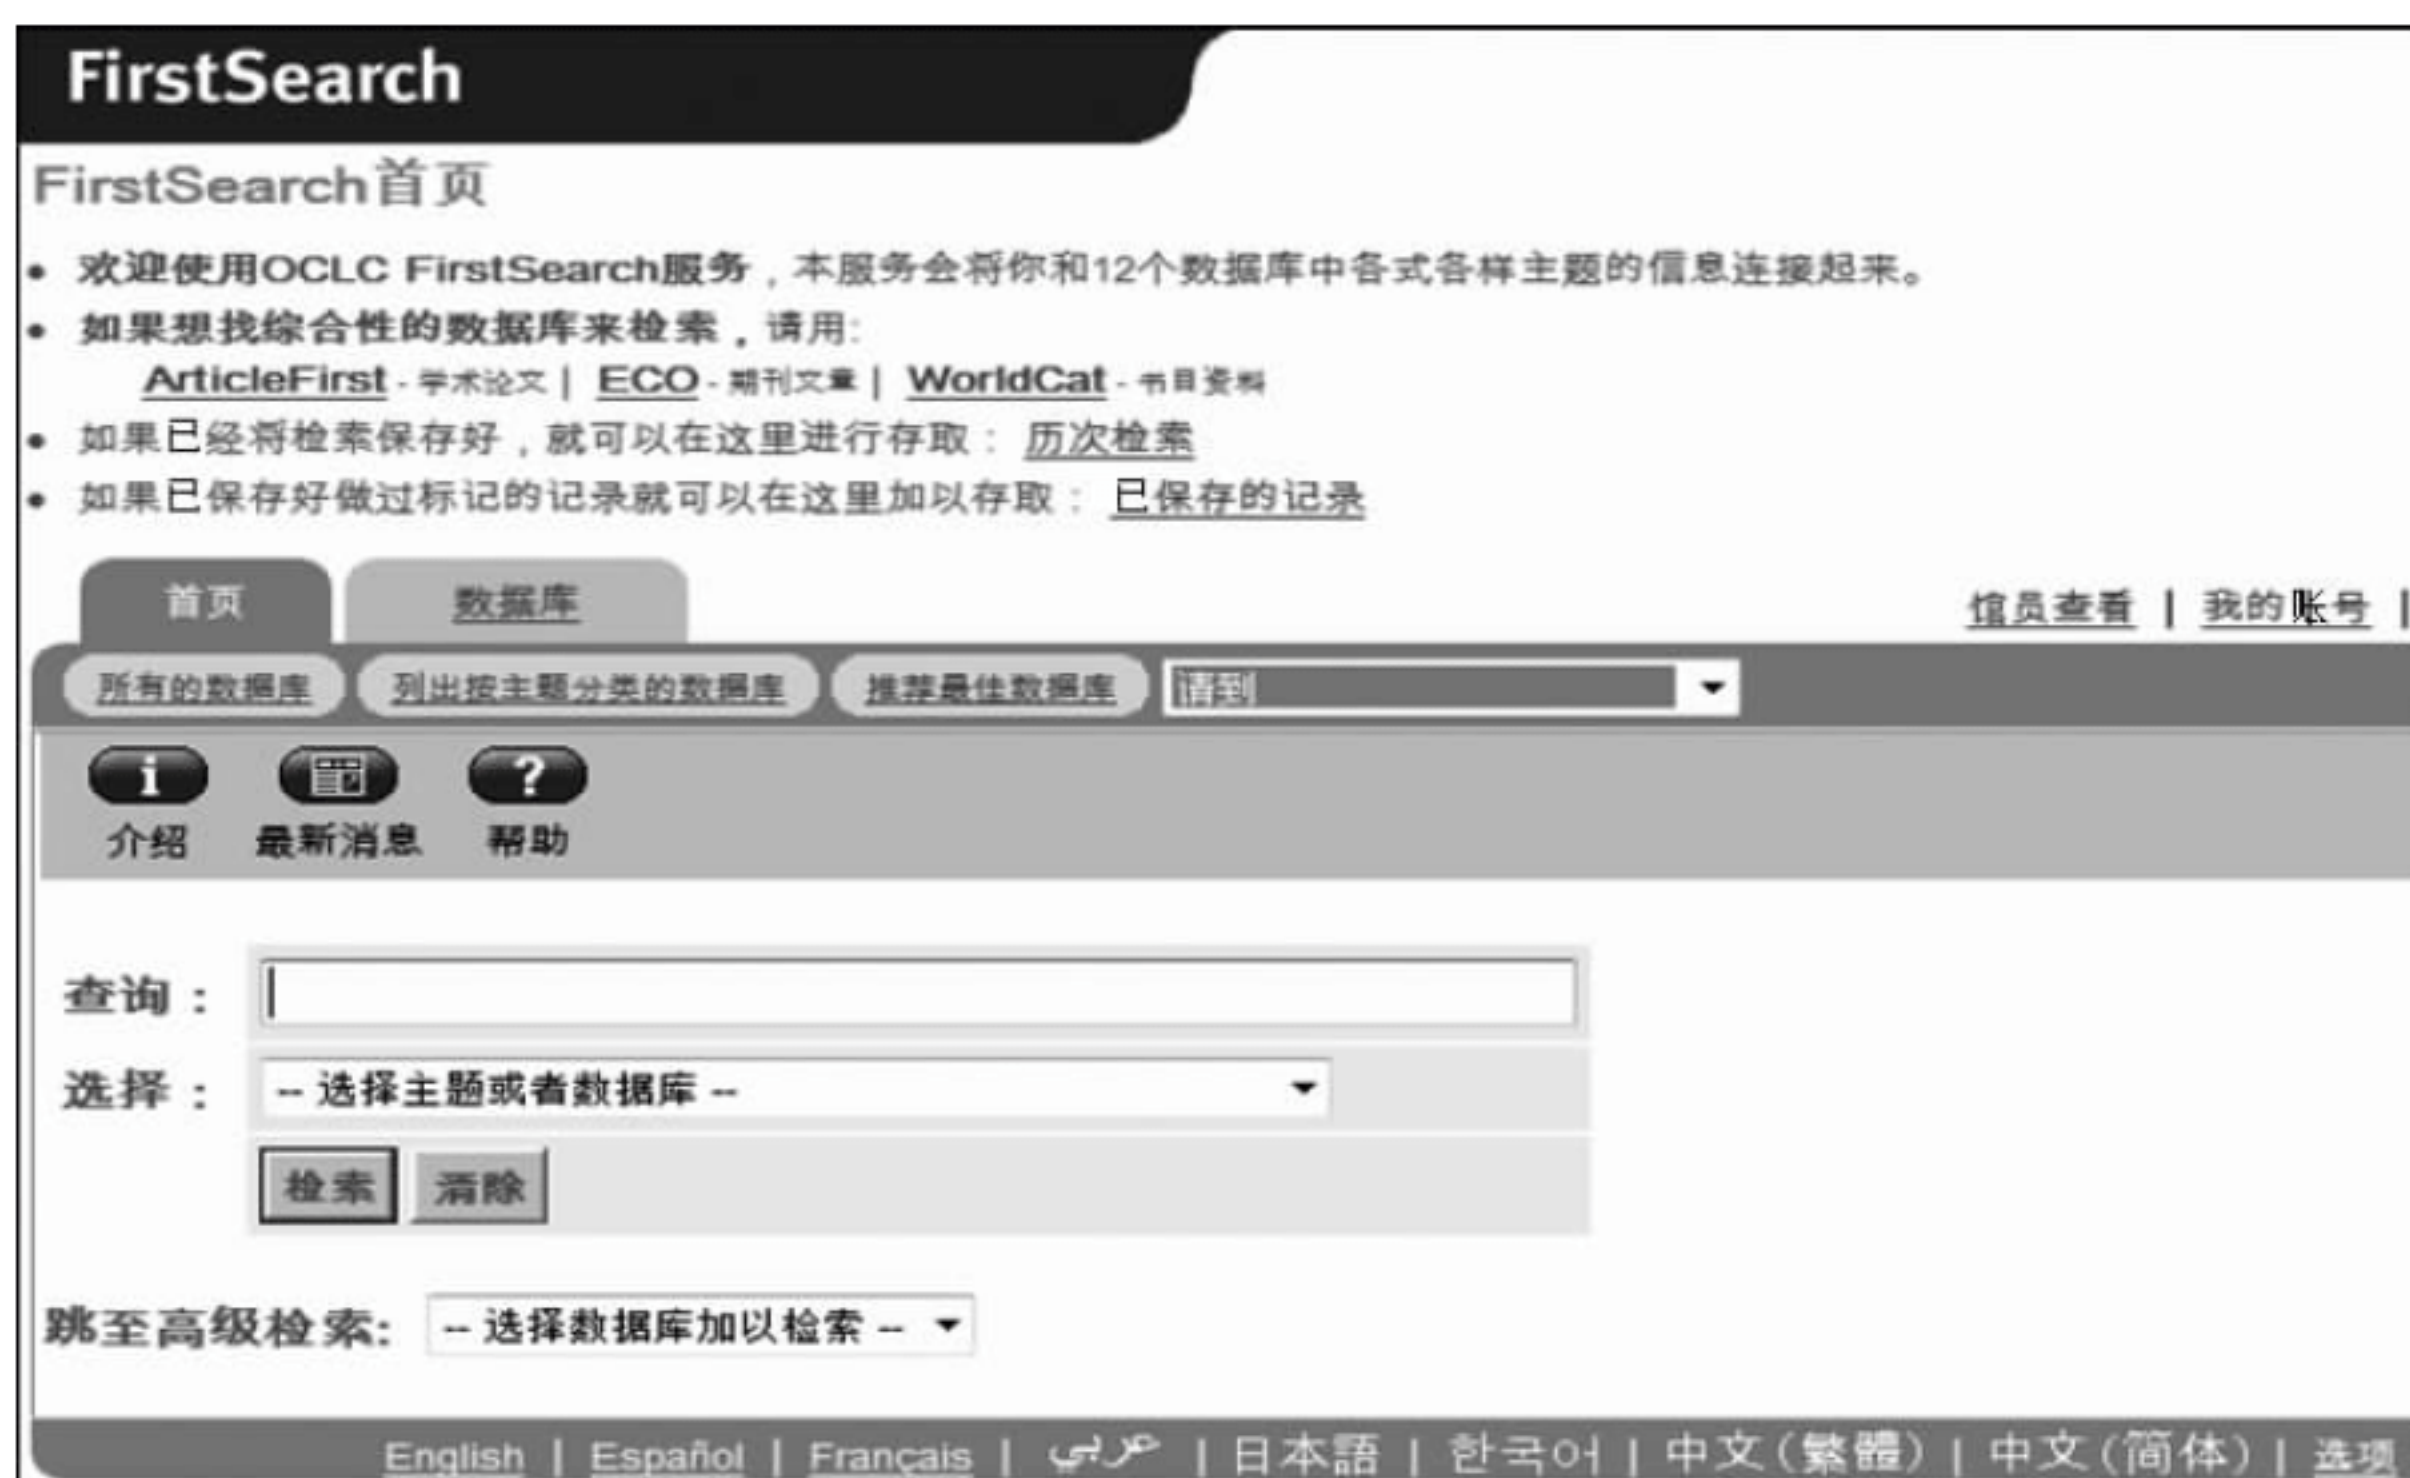 FirstSearch
FirstSearch首页
• 欢迎使用OCLC FirstSearch服务，本服务会将你和12个数据库中各式各样主题的信息连接起来。
• 如果想找综合性的数据库来检索，请用:
ArticleFirst - 学术论文 | ECO - 期刊文章 | WorldCat - 书目资料
• 如果已经将检索保存好，就可以在这里进行存取： 历次检索
• 如果已保存好做过标记的记录就可以在这里加以存取： 已保存的记录
首页 数据库 馆员查看 | 我的账号 |
所有的数据库 列出按主题分类的数据库 推荐最佳数据库 请到
介绍 最新消息 帮助
查询：
选择： -- 选择主题或者数据库 --
检索 清除
跳至高级检索: -- 选择数据库加以检索 --
English | Español | Français | عربي | 日本語 | 한국어 | 中文(繁體) | 中文(简体) | 选项